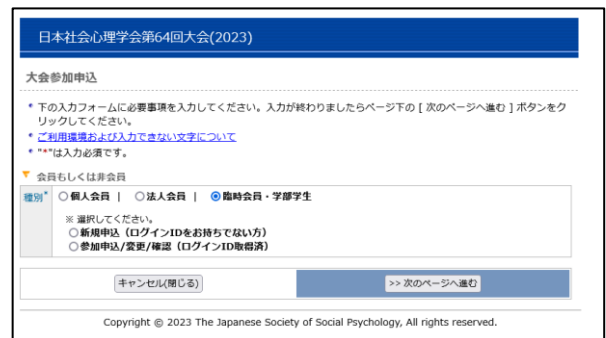 日本社会心理学会第64回大会(2023)
大会参加申込
• 下の入力フォームに必要事項を入力してください。入力が終わりましたらページ下の [ 次のページへ進む ] ボタンをク
リックしてください。
• ご利用環境および入力できない文字について
• "*"は入力必須です。
▼ 会員もしくは非会員
種別* ○個人会員 | ○法人会員 | ◉臨時会員・学部学生
※ 選択してください。
○新規申込（ログインIDをお持ちでない方）
○参加申込/変更/確認（ログインID取得済）
キャンセル(閉じる) >> 次のページへ進む
Copyright © 2023 The Japanese Society of Social Psychology, All rights reserved.